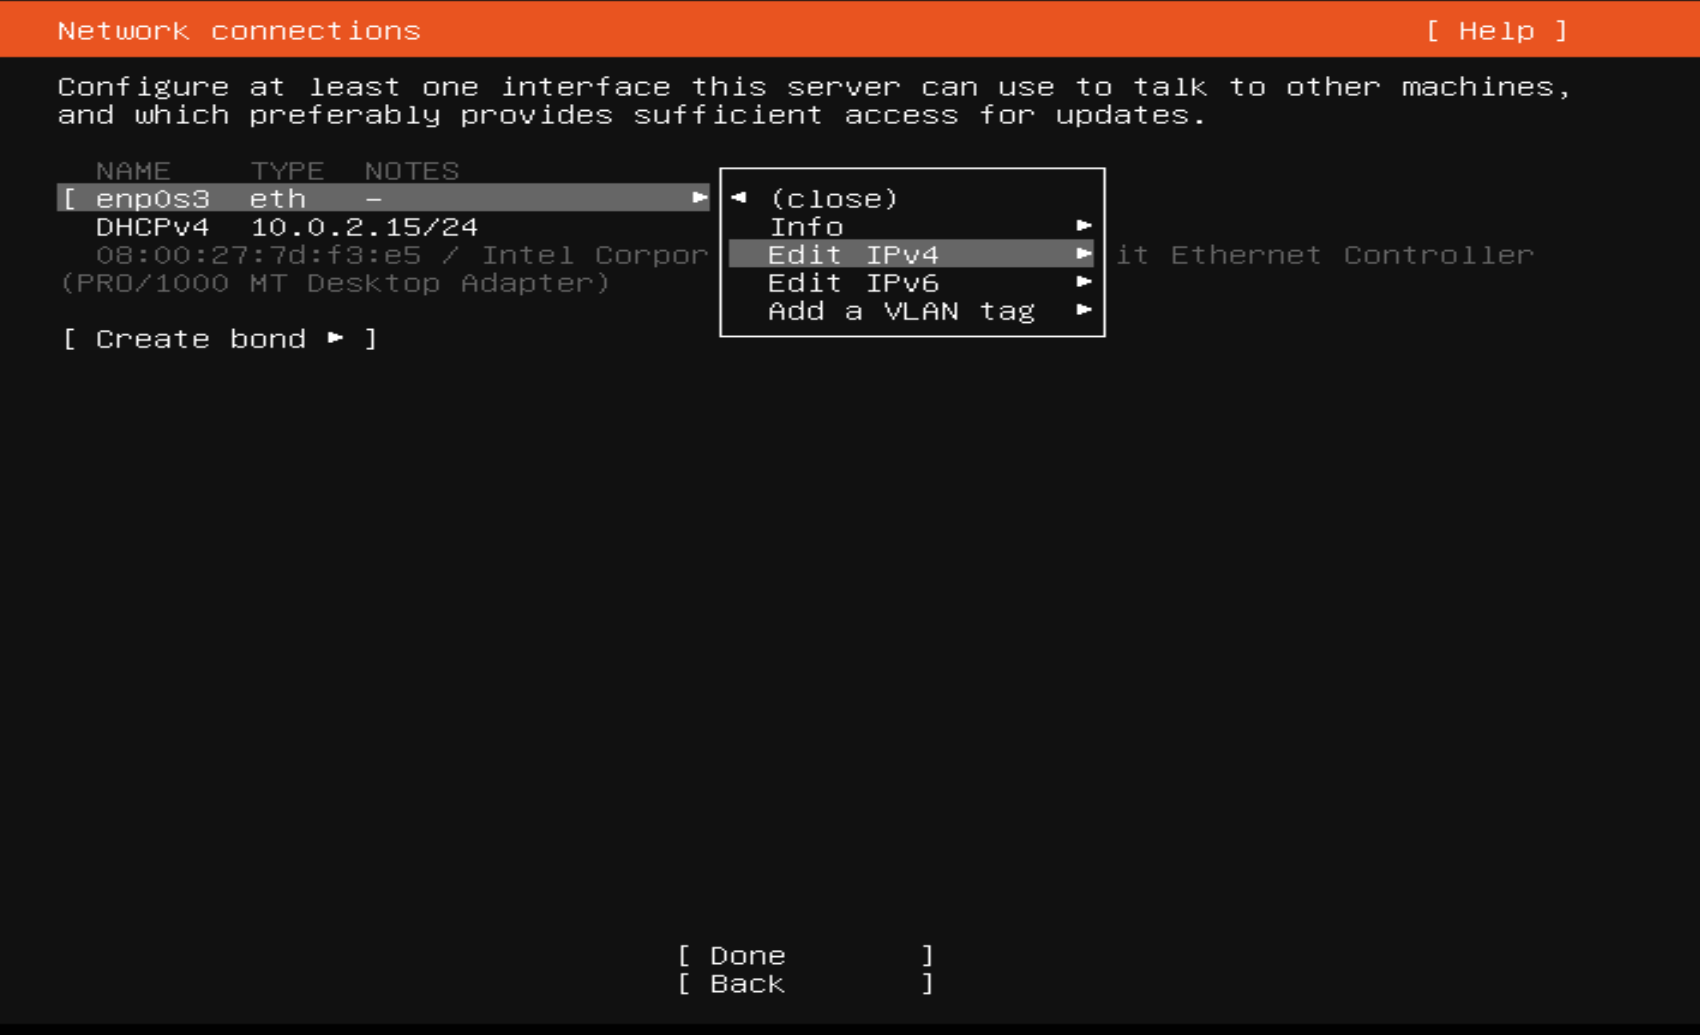 Network connections [ Help ]
Configure at least one interface this server can use to talk to other machines,
and which preferably provides sufficient access for updates.
NAME TYPE NOTES
[ enp0s3 eth - ▸
DHCPv4 10.0.2.15/24
08:00:27:7d:f3:e5 / Intel Corpor it Ethernet Controller
(PRO/1000 MT Desktop Adapter)
◂ (close)
Info ▸
Edit IPv4 ▸
Edit IPv6 ▸
Add a VLAN tag ▸
[ Create bond ▸ ]
[ Done ]
[ Back ]